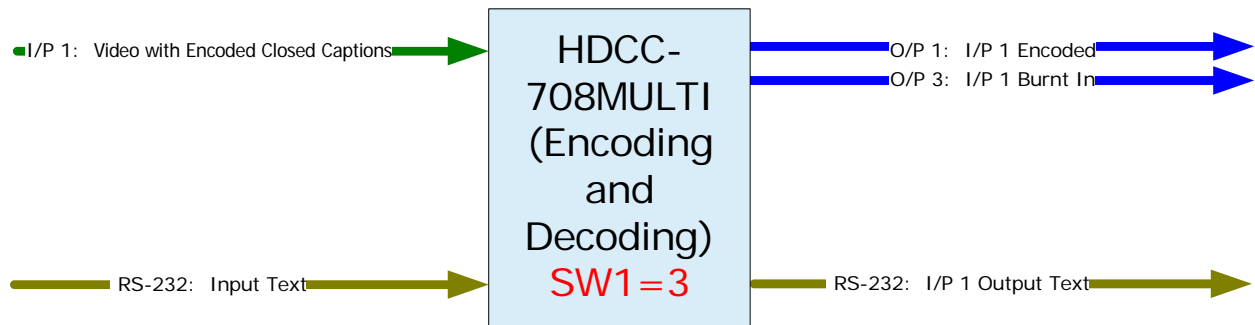 I/P 1: Video with Encoded Closed Captions
HDCC-
708MULTI
(Encoding
and
Decoding)
SW1=3
O/P 1: I/P 1 Encoded
O/P 3: I/P 1 Burnt In
RS-232: Input Text
RS-232: I/P 1 Output Text